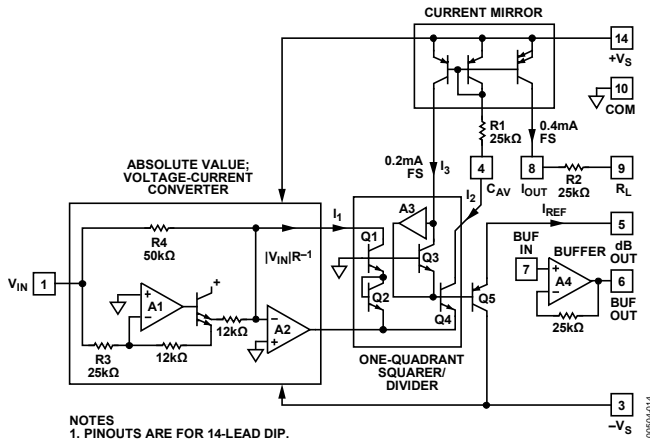 CURRENT MIRROR
14
+VS
10
COM
R1
25kΩ
0.4mA
FS
ABSOLUTE VALUE;
VOLTAGE-CURRENT
CONVERTER
0.2mA
FS
I3
4
CAV
8
IOUT
R2
25kΩ
9
RL
R4
50kΩ
I1
|VIN|R–1
A3
I2
IREF
5
dB
OUT
Q1
Q3
BUF
IN
BUFFER
7
A4
6
BUF
OUT
VIN
1
+
A1
12kΩ
A2
Q2
Q4
Q5
25kΩ
R3
25kΩ
12kΩ
ONE-QUADRANT
SQUARER/
DIVIDER
3
–VS
NOTES
1. PINOUTS ARE FOR 14-LEAD DIP.